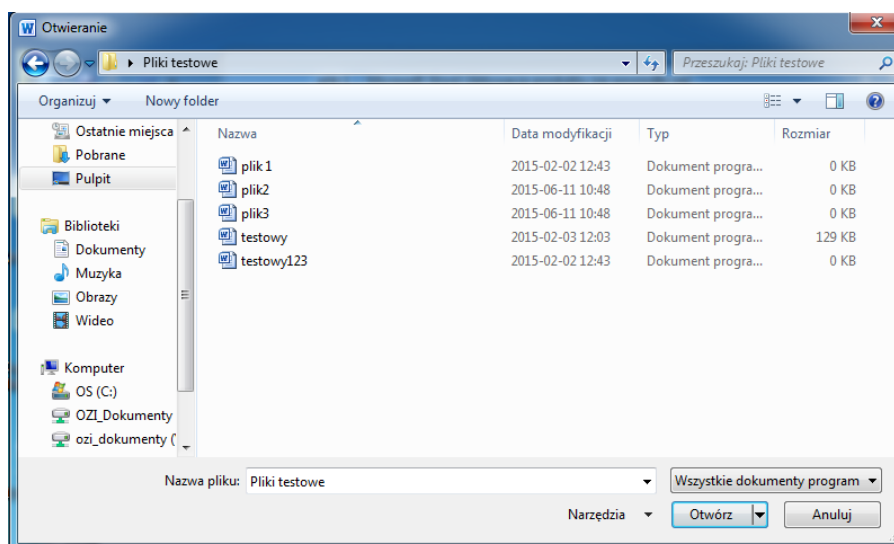 Otwieranie
Pliki testowe
Przeszukaj: Pliki testowe
Organizuj
Nowy folder
Ostatnie miejsca
Pobrane
Pulpit
Biblioteki
Dokumenty
Muzyka
Obrazy
Wideo
Komputer
OS (C:)
OZI_Dokumenty
ozi_dokumenty (
Nazwa Data modyfikacji Typ Rozmiar
plik 1 2015-02-02 12:43 Dokument progra... 0 KB
plik2 2015-06-11 10:48 Dokument progra... 0 KB
plik3 2015-06-11 10:48 Dokument progra... 0 KB
testowy 2015-02-03 12:03 Dokument progra... 129 KB
testowy123 2015-02-02 12:43 Dokument progra... 0 KB
Nazwa pliku: Pliki testowe Wszystkie dokumenty program
Narzędzia Otwórz Anuluj